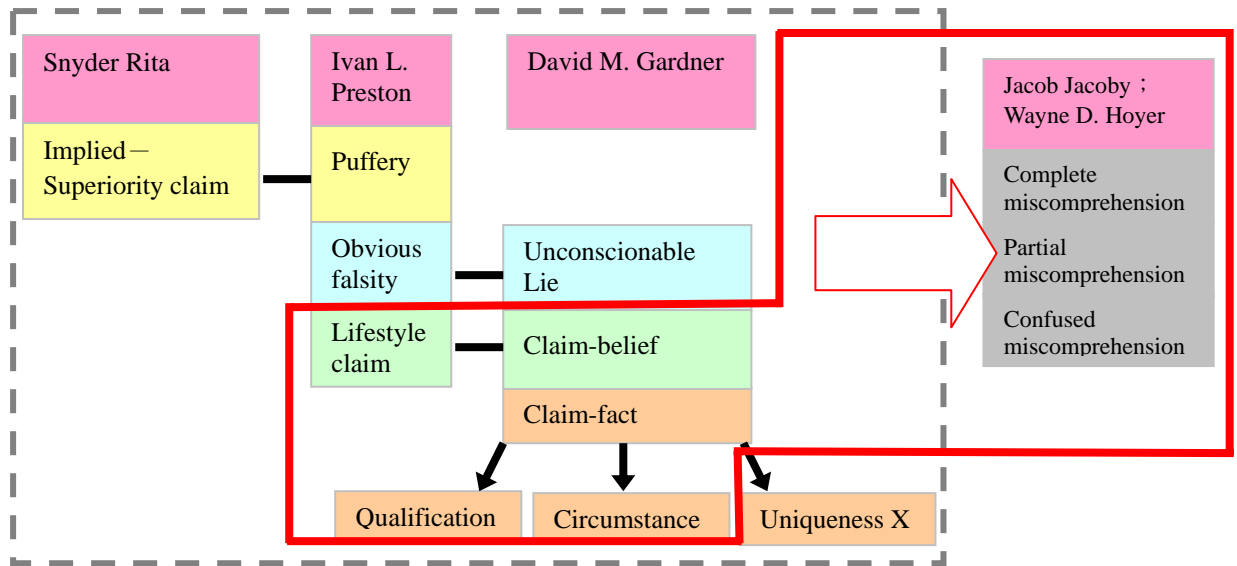 Snyder Rita
Implied－
Superiority claim
Ivan L.
Preston
Puffery
Obvious
falsity
Lifestyle
claim
David M. Gardner
Unconscionable
Lie
Claim-belief
Claim-fact
Qualification
Circumstance
Uniqueness X
Jacob Jacoby；
Wayne D. Hoyer
Complete
miscomprehension
Partial
miscomprehension
Confused
miscomprehension